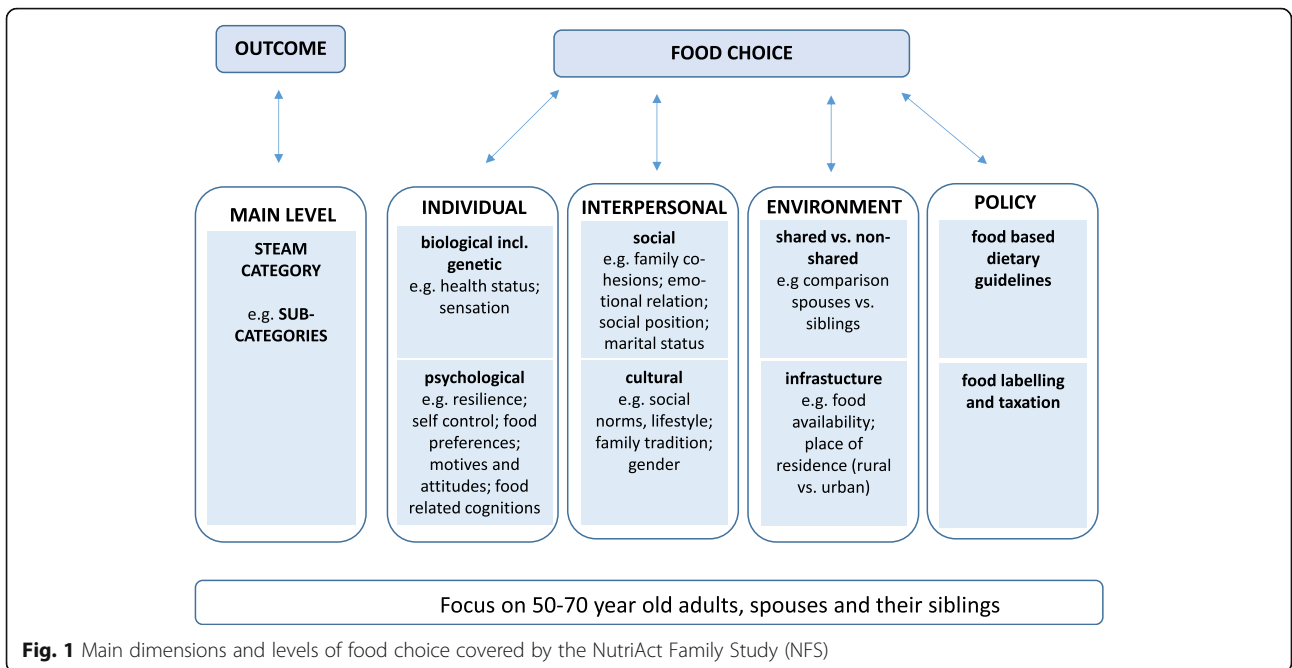 OUTCOME
FOOD CHOICE
MAIN LEVEL
STEAM
CATEGORY
e.g. SUB-
CATEGORIES
INDIVIDUAL
biological incl.
genetic
e.g. health status;
sensation
psychological
e.g. resilience;
self control; food
preferences;
motives and
attitudes; food
related cognitions
INTERPERSONAL
social
e.g. family co-
hesions; emo-
tional relation;
social position;
marital status
cultural
e.g. social
norms, lifestyle;
family tradition;
gender
ENVIRONMENT
shared vs. non-
shared
e.g comparison
spouses vs.
siblings
infrastucture
e.g. food
availability;
place of
residence (rural
vs. urban)
POLICY
food based
dietary
guidelines
food labelling
and taxation
Focus on 50-70 year old adults, spouses and their siblings
Fig. 1 Main dimensions and levels of food choice covered by the NutriAct Family Study (NFS)